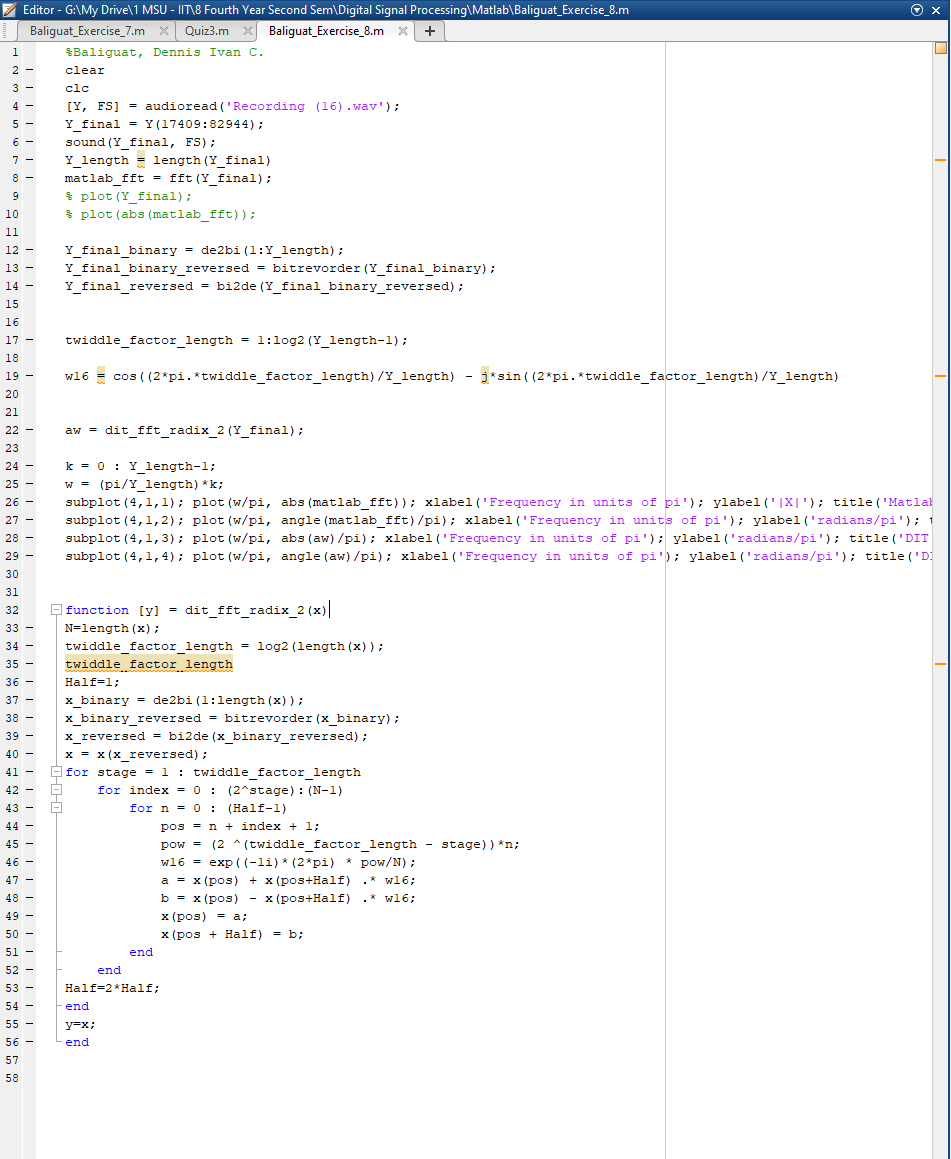 Editor - G:\My Drive\1 MSU - IIT\8 Fourth Year Second Sem\Digital Signal Processing\Matlab\Baliguat_Exercise_8.m
Baliguat_Exercise_7.m Quiz3.m Baliguat_Exercise_8.m +
1 %Baliguat, Dennis Ivan C.
2 - clear
3 - clc
4 - [Y, FS] = audioread('Recording (16).wav');
5 - Y_final = Y(17409:82944);
6 - sound(Y_final, FS);
7 - Y_length = length(Y_final)
8 - matlab_fft = fft(Y_final);
9 % plot(Y_final);
10 % plot(abs(matlab_fft));
11
12 - Y_final_binary = de2bi(1:Y_length);
13 - Y_final_binary_reversed = bitrevorder(Y_final_binary);
14 - Y_final_reversed = bi2de(Y_final_binary_reversed);
15
16
17 - twiddle_factor_length = 1:log2(Y_length-1);
18
19 - w16 = cos((2*pi.*twiddle_factor_length)/Y_length) - j*sin((2*pi.*twiddle_factor_length)/Y_length)
20
21
22 - aw = dit_fft_radix_2(Y_final);
23
24 - k = 0 : Y_length-1;
25 - w = (pi/Y_length)*k;
26 - subplot(4,1,1); plot(w/pi, abs(matlab_fft)); xlabel('Frequency in units of pi'); ylabel('|X|'); title('Matlab
27 - subplot(4,1,2); plot(w/pi, angle(matlab_fft)/pi); xlabel('Frequency in units of pi'); ylabel('radians/pi'); t
28 - subplot(4,1,3); plot(w/pi, abs(aw)/pi); xlabel('Frequency in units of pi'); ylabel('radians/pi'); title('DIT
29 - subplot(4,1,4); plot(w/pi, angle(aw)/pi); xlabel('Frequency in units of pi'); ylabel('radians/pi'); title('D
30
31
32 function [y] = dit_fft_radix_2(x)
33 - N=length(x);
34 - twiddle_factor_length = log2(length(x));
35 - twiddle_factor_length
36 - Half=1;
37 - x_binary = de2bi(1:length(x));
38 - x_binary_reversed = bitrevorder(x_binary);
39 - x_reversed = bi2de(x_binary_reversed);
40 - x = x(x_reversed);
41 - for stage = 1 : twiddle_factor_length
42 - for index = 0 : (2^stage):(N-1)
43 - for n = 0 : (Half-1)
44 - pos = n + index + 1;
45 - pow = (2 ^(twiddle_factor_length - stage))*n;
46 - w16 = exp((-1i)*(2*pi) * pow/N);
47 - a = x(pos) + x(pos+Half) .* w16;
48 - b = x(pos) - x(pos+Half) .* w16;
49 - x(pos) = a;
50 - x(pos + Half) = b;
51 - end
52 - end
53 - Half=2*Half;
54 - end
55 - y=x;
56 - end
57
58